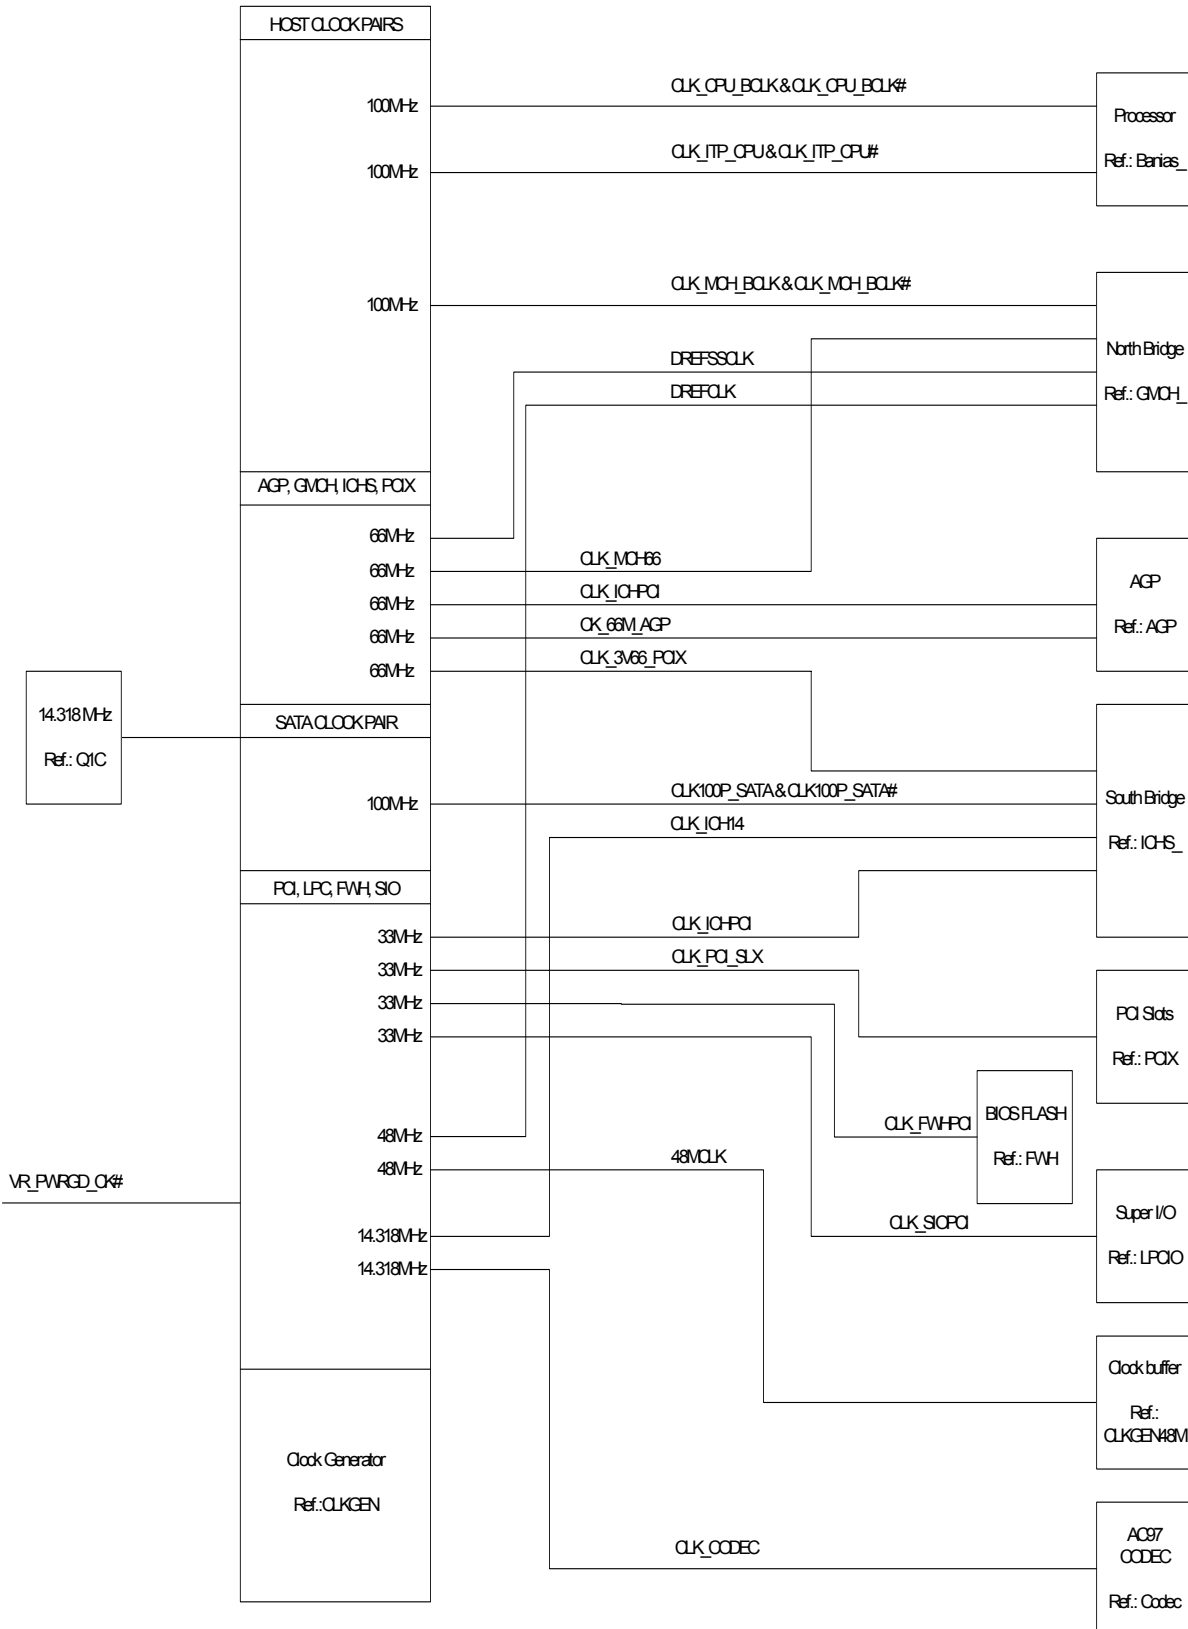 HOST CLOCK PAIRS
100MHz
CLK_CPU_BCLK & CLK_CPU_BCLK#
Processor
Ref.: Banias_
100MHz
CLK_ITP_CPU & CLK_ITP_CPU#
100MHz
CLK_MCH_BCLK & CLK_MCH_BCLK#
North Bridge
Ref.: GMCH_
DREFSSCLK
DREFCLK
AGP, GMCH, ICHS, PCIX
66MHz
66MHz
CLK_MCH66
66MHz
CLK_ICHPCI
66MHz
CK_66M_AGP
66MHz
CLK_3V66_PCIX
AGP
Ref.: AGP
14.318 MHz
Ref.: Q1C
SATA CLOCK PAIR
100MHz
CLK100P_SATA & CLK100P_SATA#
CLK_ICH14
South Bridge
Ref.: ICHS_
PCI, LPC, FWH, SIO
33MHz
CLK_ICHPCI
33MHz
CLK_PCI_SLX
33MHz
33MHz
PCI Slots
Ref.: PCIX
CLK_FWHPCI
BIOS FLASH
Ref.: FWH
48MHz
48MHz
48MCLK
VR_PWRGD_CK#
CLK_SIOPCI
Super I/O
Ref.: LPCIO
14.318MHz
14.318MHz
Clock buffer
Ref.:
CLKGEN48M
Clock Generator
Ref.:CLKGEN
CLK_CODEC
AC97
CODEC
Ref.: Codec